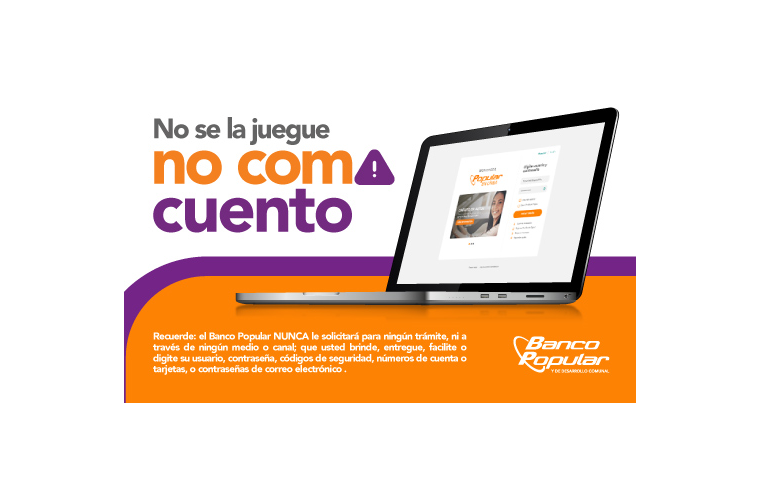 No se la juegue
no com
cuento
Popular
Recuerde: el Banco Popular NUNCA le solicitará para ningún trámite, ni a
través de ningún medio o canal; que usted brinde, entregue, facilite o
digite su usuario, contraseña, códigos de seguridad, números de cuenta o
tarjetas, o contraseñas de correo electrónico .
Banco
Popular
Y DE DESARROLLO COMUNAL